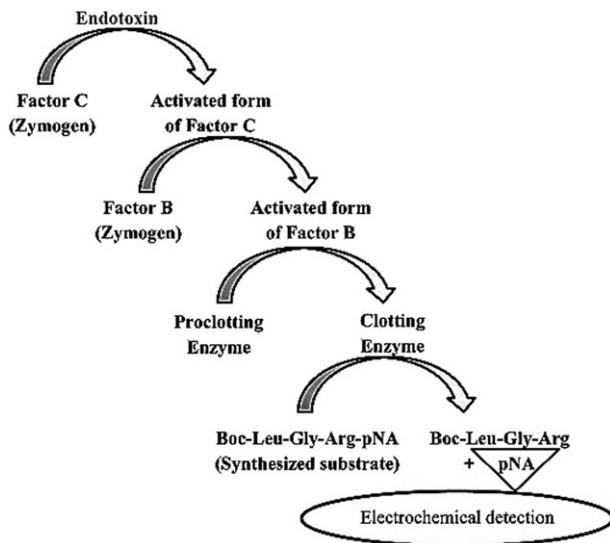 Endotoxin
Factor C
(Zymogen)
Activated form
of Factor C
Factor B
(Zymogen)
Activated form
of Factor B
Proclotting
Enzyme
Clotting
Enzyme
Boc-Leu-Gly-Arg-pNA
(Synthesized substrate)
Boc-Leu-Gly-Arg
+ pNA
Electrochemical detection